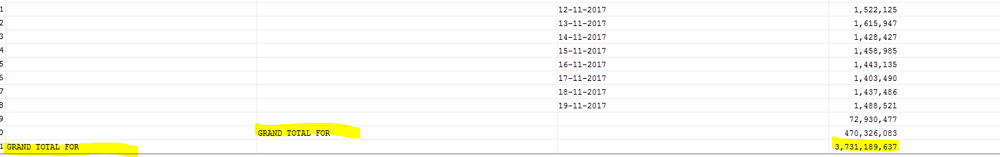 1 12-11-2017 1,522,125
2 13-11-2017 1,615,947
3 14-11-2017 1,428,427
4 15-11-2017 1,458,985
5 16-11-2017 1,443,135
6 17-11-2017 1,403,490
7 18-11-2017 1,437,486
8 19-11-2017 1,488,521
9 72,930,477
0 GRAND TOTAL FOR 470,326,083
1 GRAND TOTAL FOR 3,731,189,637